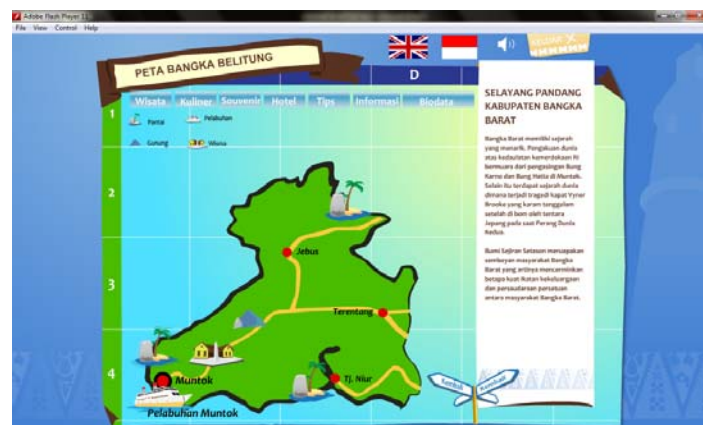 Adobe Flash Player 11
File View Control Help
PETA BANGKA BELITUNG
D
KELUAR X
Wisata Kuliner Souvenir Hotel Tips Informasi Biodata
1
Pantai Pelabuhan
Gunung Wisma
2
3
4
Jebus
Terentang
Muntok
Tj. Niur
Pelabuhan Muntok
Kembali
SELAYANG PANDANG
KABUPATEN BANGKA
BARAT
Bangka Barat memiliki sejarah
yang menarik. Pengakuan dunia
atas kedaulatan kemerdekaan RI
bermuara dari pengasingan Bung
Karno dan Bung Hatta di Muntok.
Selain itu terdapat sejarah dunia
dimana terjadi tragedi kapat Vyner
Brooke yang karam tenggelam
setelah di bom oleh tentara
Jepang pada saat Perang Dunia
Kedua.
Bumi Sejiran Setason merupakan
semboyan masyarakat Bangka
Barat yang artinya mencerminkan
betapa kuat ikatan kekeluargaan
dan persaudaraan persatuan
antara masyarakat Bangka Barat.